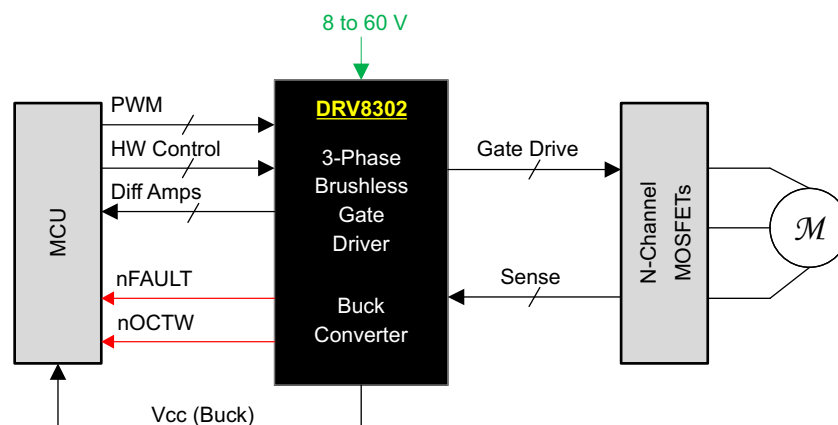 8 to 60 V
PWM
HW Control
Diff Amps
nFAULT
nOCTW
MCU
DRV8302
3-Phase
Brushless
Gate
Driver
Buck
Converter
Gate Drive
Sense
N-Channel
MOSFETs
M
Vcc (Buck)